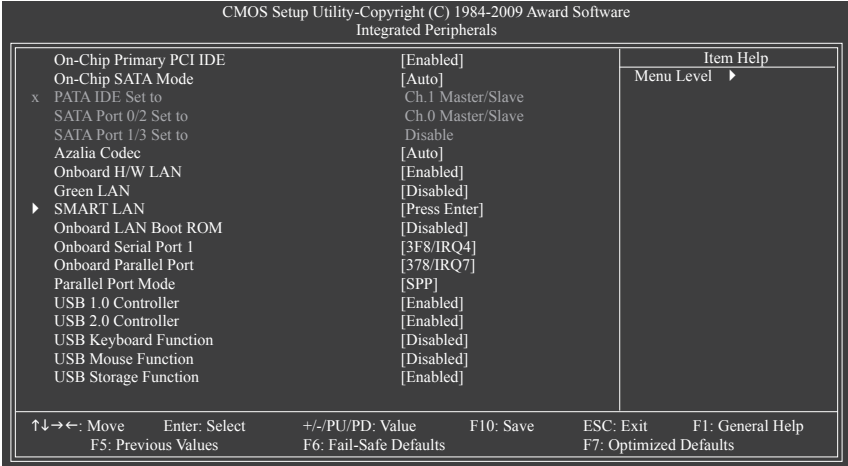 CMOS Setup Utility-Copyright (C) 1984-2009 Award Software
Integrated Peripherals
On-Chip Primary PCI IDE [Enabled]
On-Chip SATA Mode [Auto]
x PATA IDE Set to Ch.1 Master/Slave
SATA Port 0/2 Set to Ch.0 Master/Slave
SATA Port 1/3 Set to Disable
Azalia Codec [Auto]
Onboard H/W LAN [Enabled]
Green LAN [Disabled]
SMART LAN [Press Enter]
Onboard LAN Boot ROM [Disabled]
Onboard Serial Port 1 [3F8/IRQ4]
Onboard Parallel Port [378/IRQ7]
Parallel Port Mode [SPP]
USB 1.0 Controller [Enabled]
USB 2.0 Controller [Enabled]
USB Keyboard Function [Disabled]
USB Mouse Function [Disabled]
USB Storage Function [Enabled]
Item Help
Menu Level
↑↓→←: Move Enter: Select +/-/PU/PD: Value F10: Save ESC: Exit F1: General Help
F5: Previous Values F6: Fail-Safe Defaults F7: Optimized Defaults